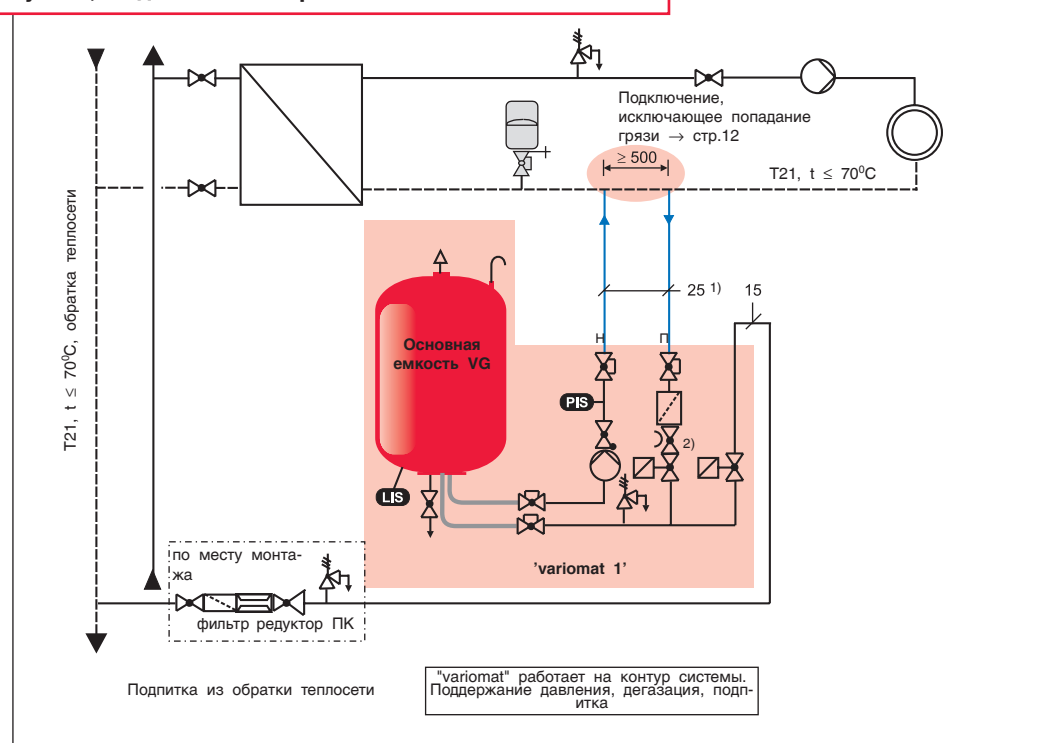 Подключение,
исключающее попадание
грязи → стр.12
≥ 500
T21, t ≤ 70⁰C
T21, t ≤ 70⁰C, обратка теплосети
25 1)
15
Основная
емкость VG
Н
П
PIS
2)
LIS
'variomat 1'
по месту монта-
жа
фильтр редуктор ПК
Подпитка из обратки теплосети
"variomat" работает на контур системы.
Поддержание давления, дегазация, подп-
итка